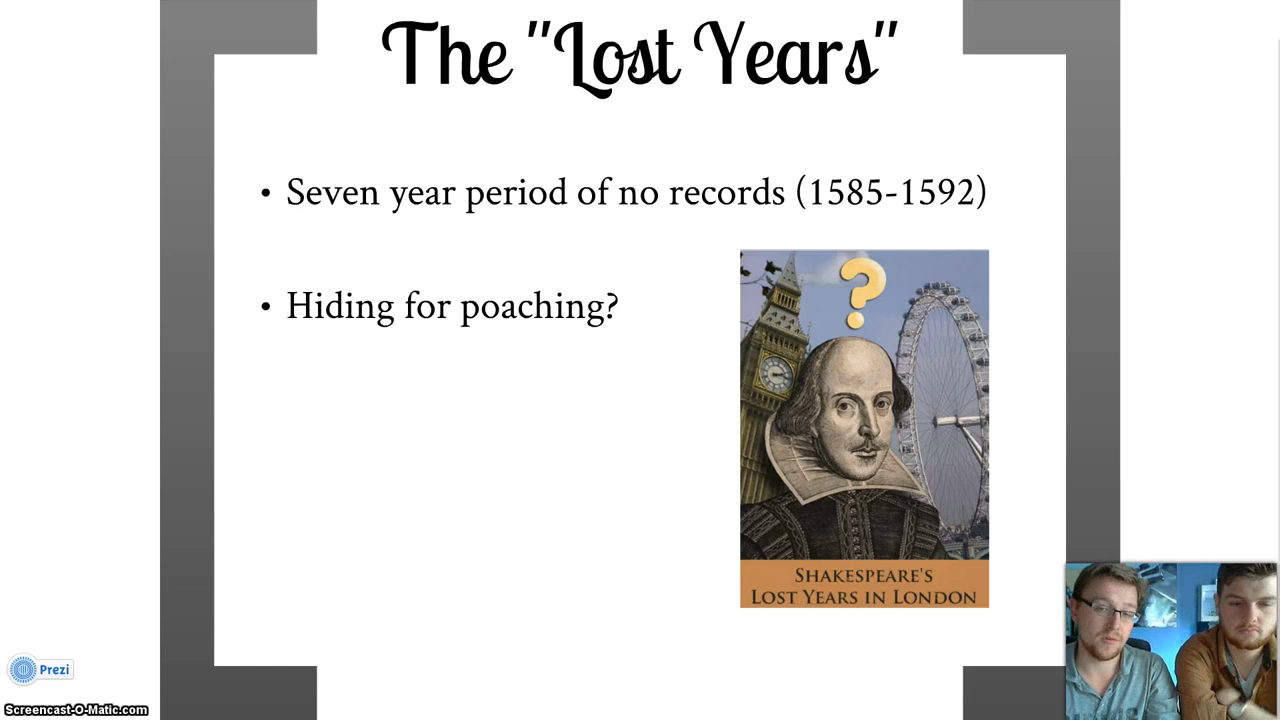 The "Lost Years"
• Seven year period of no records (1585-1592)
• Hiding for poaching?
?
SHAKESPEARE'S
LOST YEARS IN LONDON
Prezi
Screencast-O-Matic.com